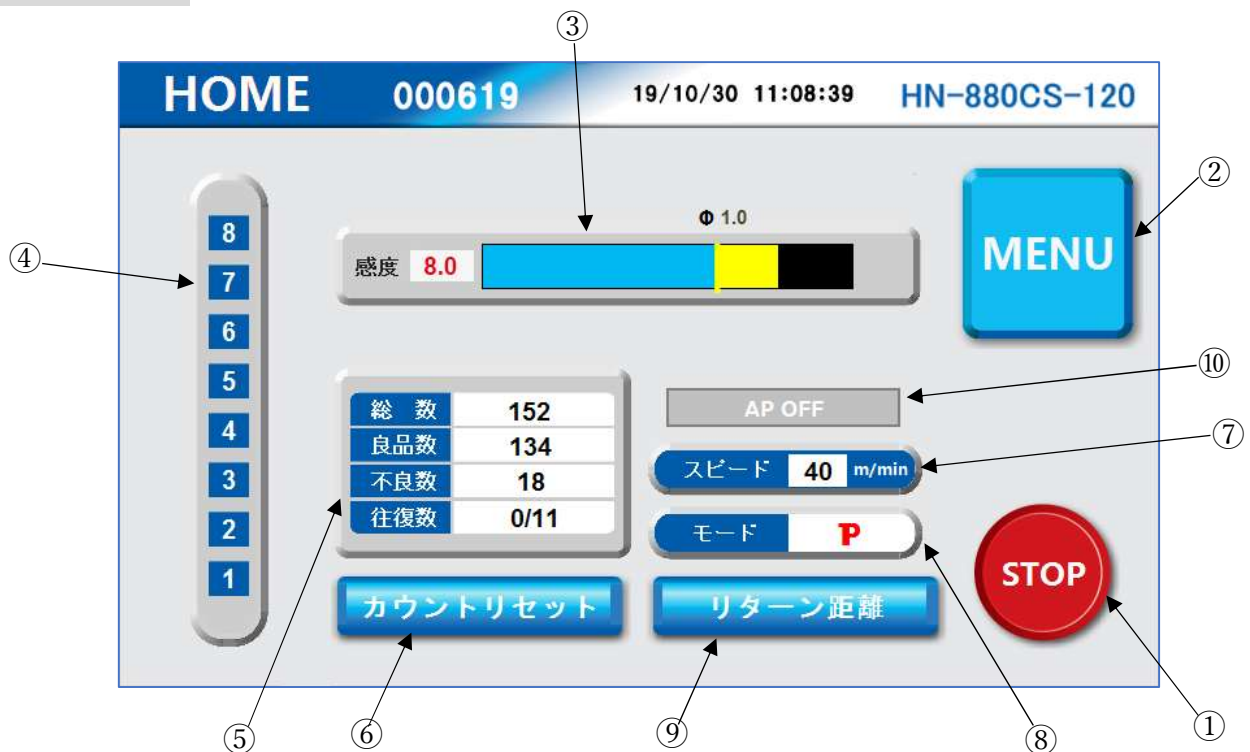 ③
HOME 000619 19/10/30 11:08:39 HN-880CS-120
②
Φ 1.0
MENU
④
感度 8.0
8
7
6
5
4
3
2
1
⑩
AP OFF
総 数 152
良品数 134
不良数 18
往復数 0/11
⑦
スピード 40 m/min
モード P
STOP
カウントリセット
リターン距離
⑤
⑥
⑨
⑧
①